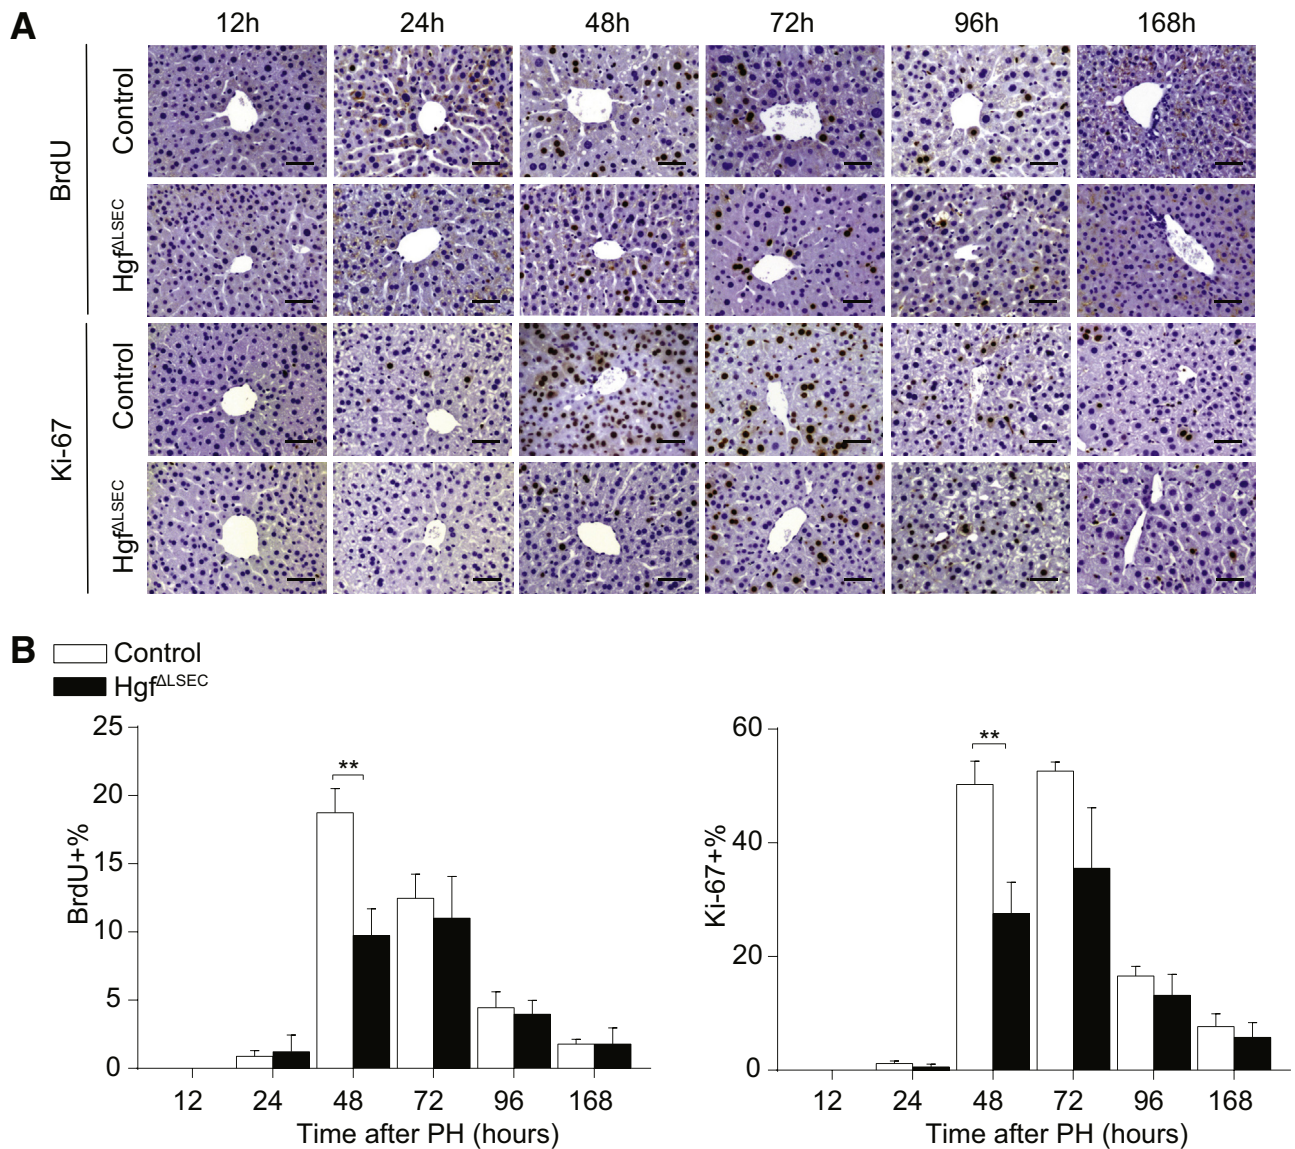 A
12h 24h 48h 72h 96h 168h
BrdU
Control
Hgf^ΔLSEC
Ki-67
Control
Hgf^ΔLSEC
B
Control
Hgf^ΔLSEC
25
20
15
10
5
0
BrdU+%
**
12 24 48 72 96 168
Time after PH (hours)
60
40
20
0
Ki-67+%
**
12 24 48 72 96 168
Time after PH (hours)